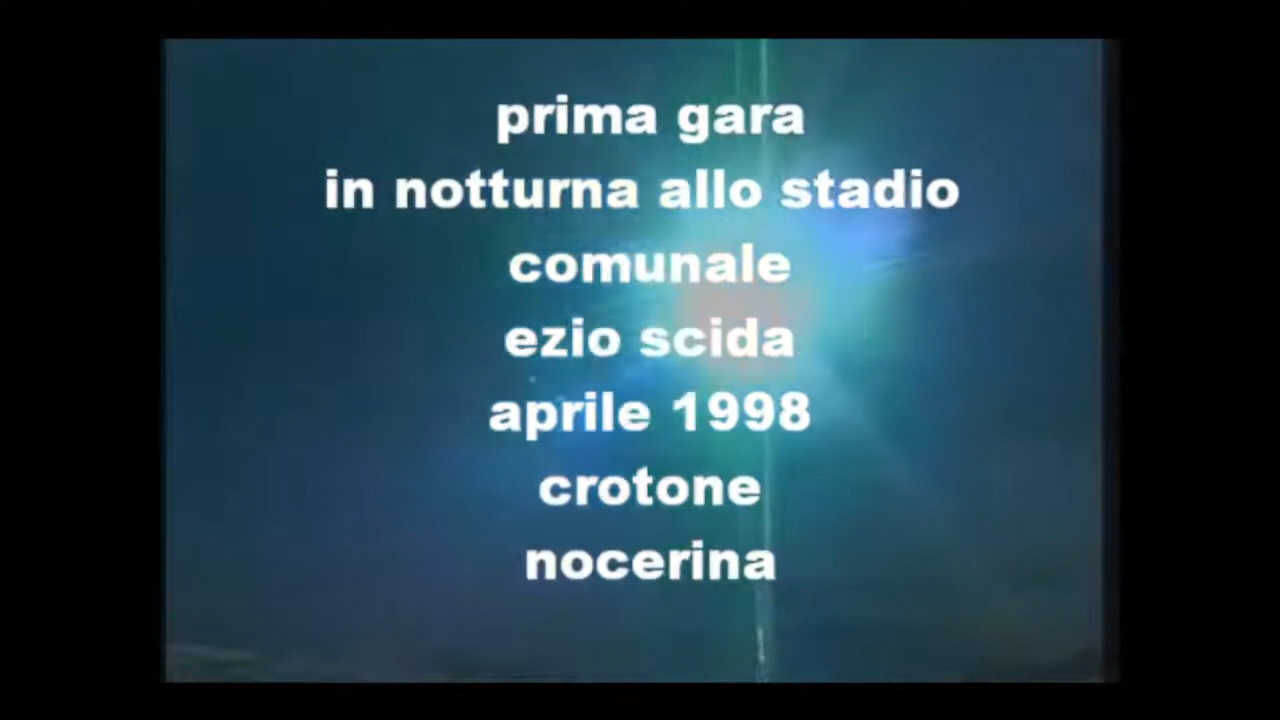 prima gara
in notturna allo stadio
comunale
ezio scida
aprile 1998
crotone
nocerina